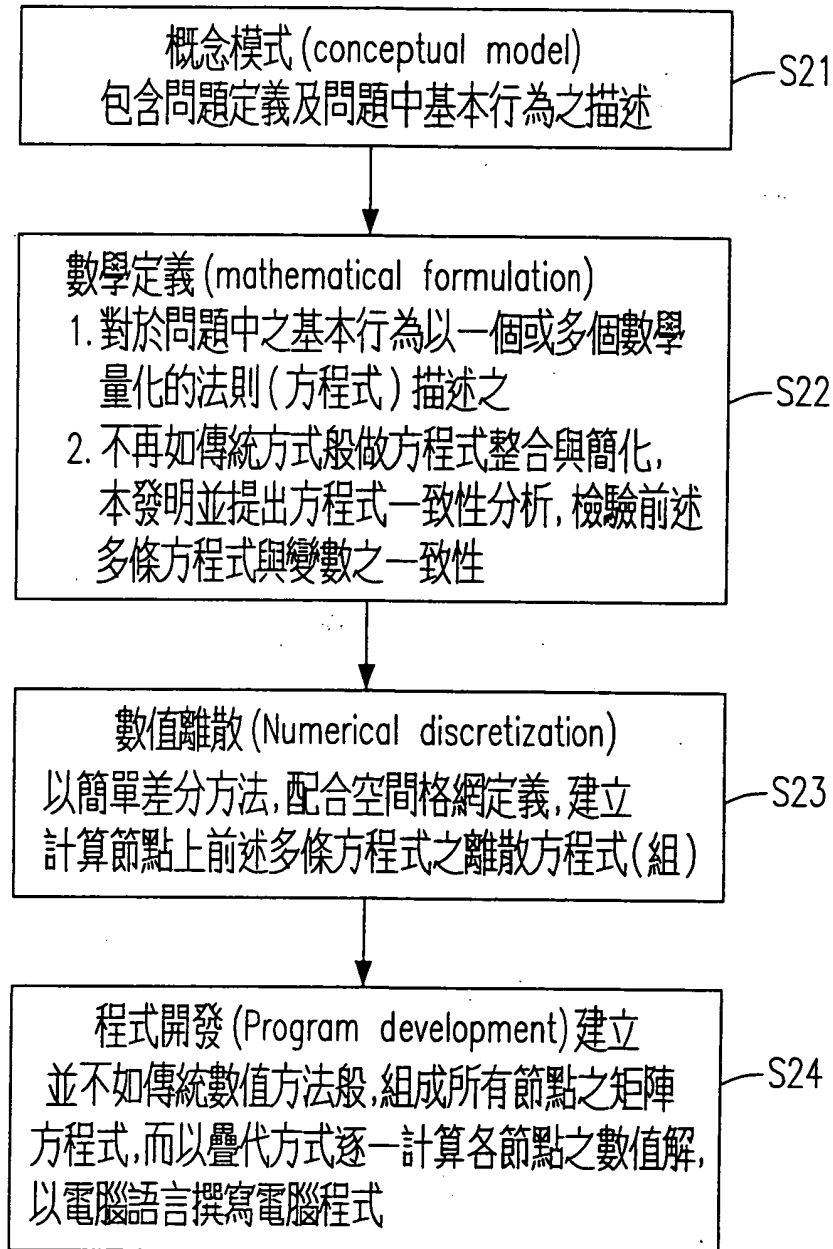 概念模式(conceptual model)
包含問題定義及問題中基本行為之描述
S21
數學定義(mathematical formulation)
1.對於問題中之基本行為以一個或多個數學
量化的法則(方程式)描述之
S22
2.不再如傳統方式般做方程式整合與簡化,
本發明並提出方程式一致性分析,檢驗前述
多條方程式與變數之一致性
數值離散(Numerical discretization)
以簡單差分方法,配合空間格網定義,建立
S23
計算節點上前述多條方程式之離散方程式(組)
程式開發(Program development)建立
並不如傳統數值方法般,組成所有節點之矩陣
S24
方程式,而以疊代方式逐一計算各節點之數值解,
以電腦語言撰寫電腦程式